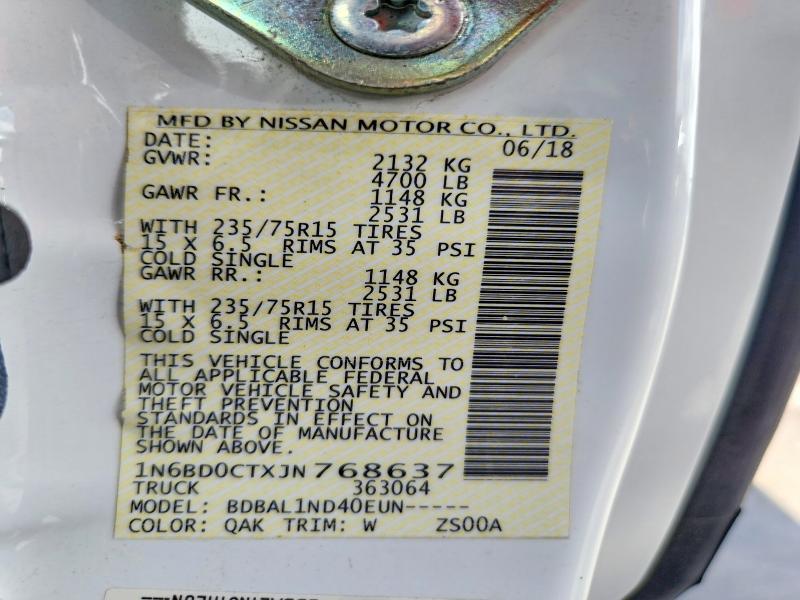 MFD BY NISSAN MOTOR CO., LTD.
DATE: 06/18
GVWR: 2132 KG
4700 LB
GAWR FR.: 1148 KG
2531 LB
WITH 235/75R15 TIRES
15 X 6.5 RIMS AT 35 PSI
COLD SINGLE
GAWR RR.: 1148 KG
2531 LB
WITH 235/75R15 TIRES
15 X 6.5 RIMS AT 35 PSI
COLD SINGLE
THIS VEHICLE CONFORMS TO
ALL APPLICABLE FEDERAL
MOTOR VEHICLE SAFETY AND
THEFT PREVENTION
STANDARDS IN EFFECT ON
THE DATE OF MANUFACTURE
SHOWN ABOVE.
1N6BD0CTXJN768637
TRUCK 363064
MODEL: BDBAL1ND40EUN-----
COLOR: QAK TRIM: W ZS00A